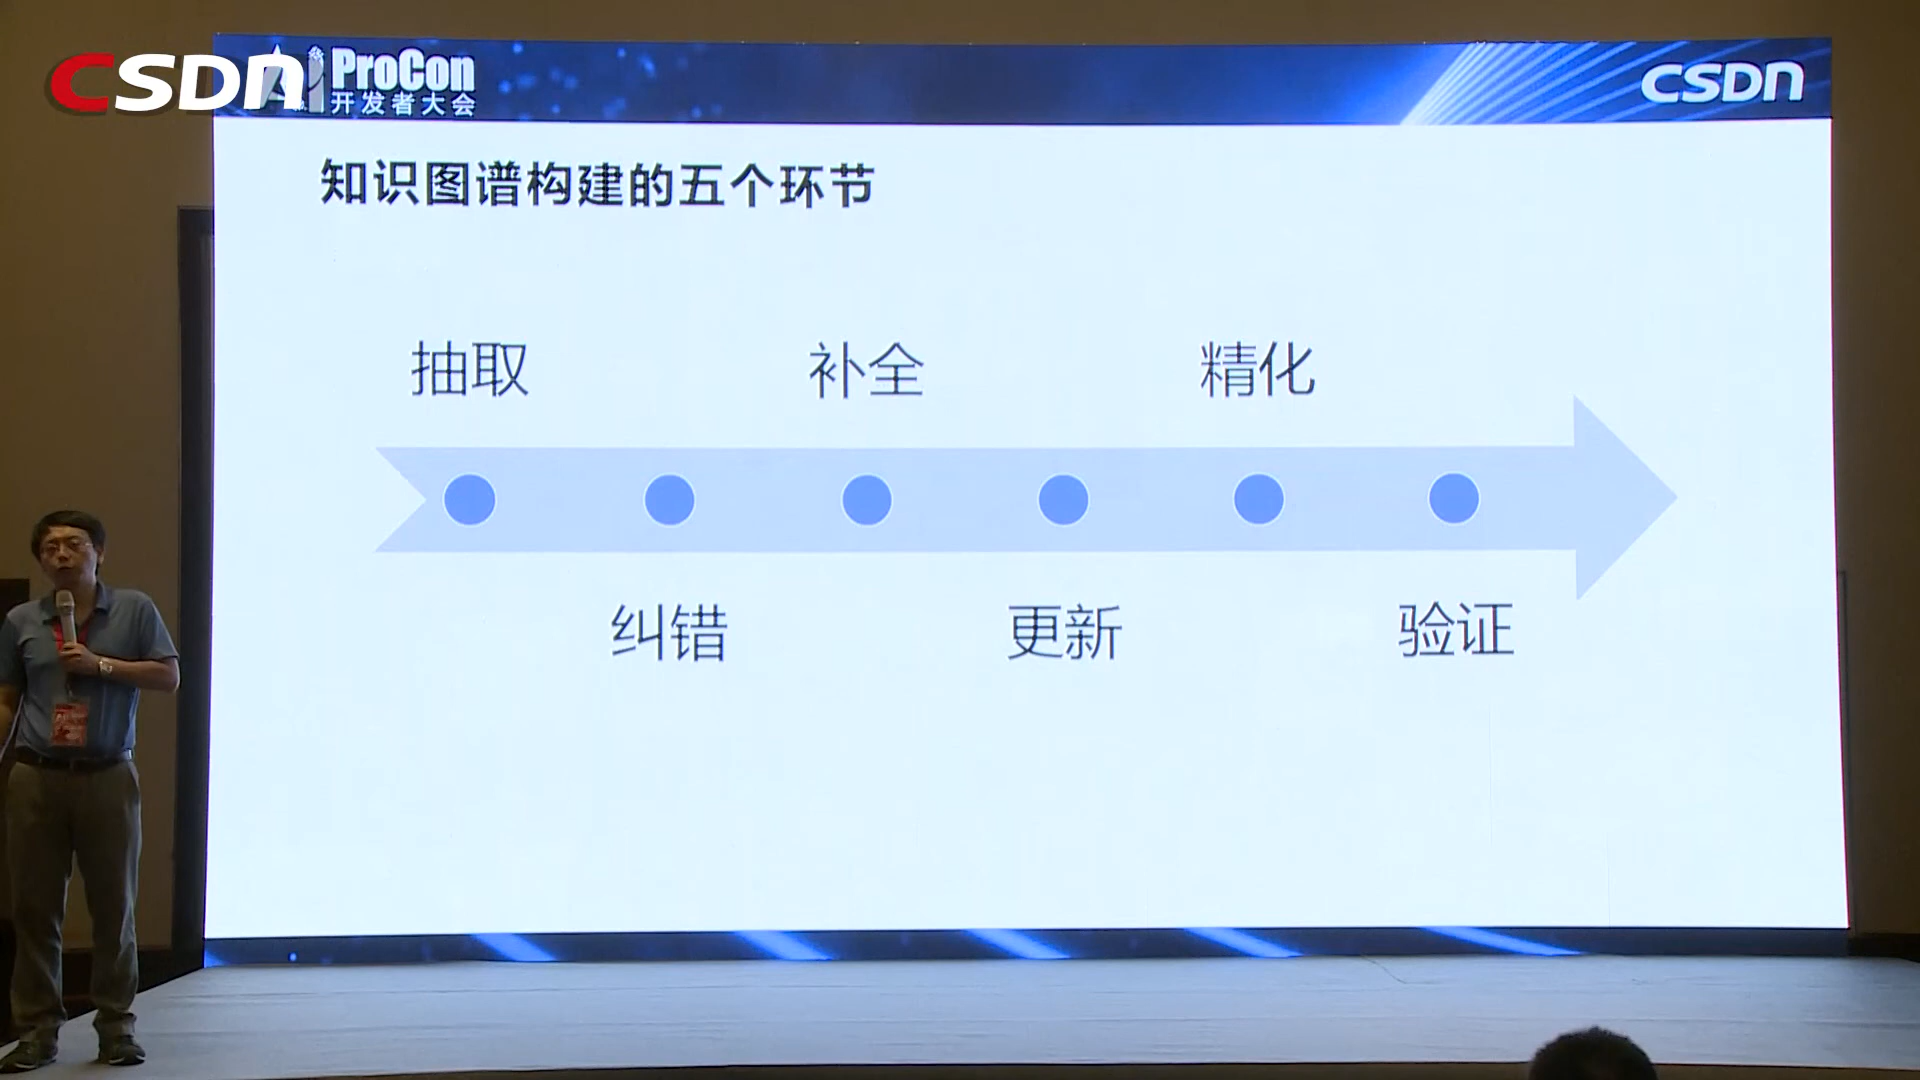 CSDN
AI ProCon
开发者大会
CSDN
知识图谱构建的五个环节
抽取
补全
精化
纠错
更新
验证